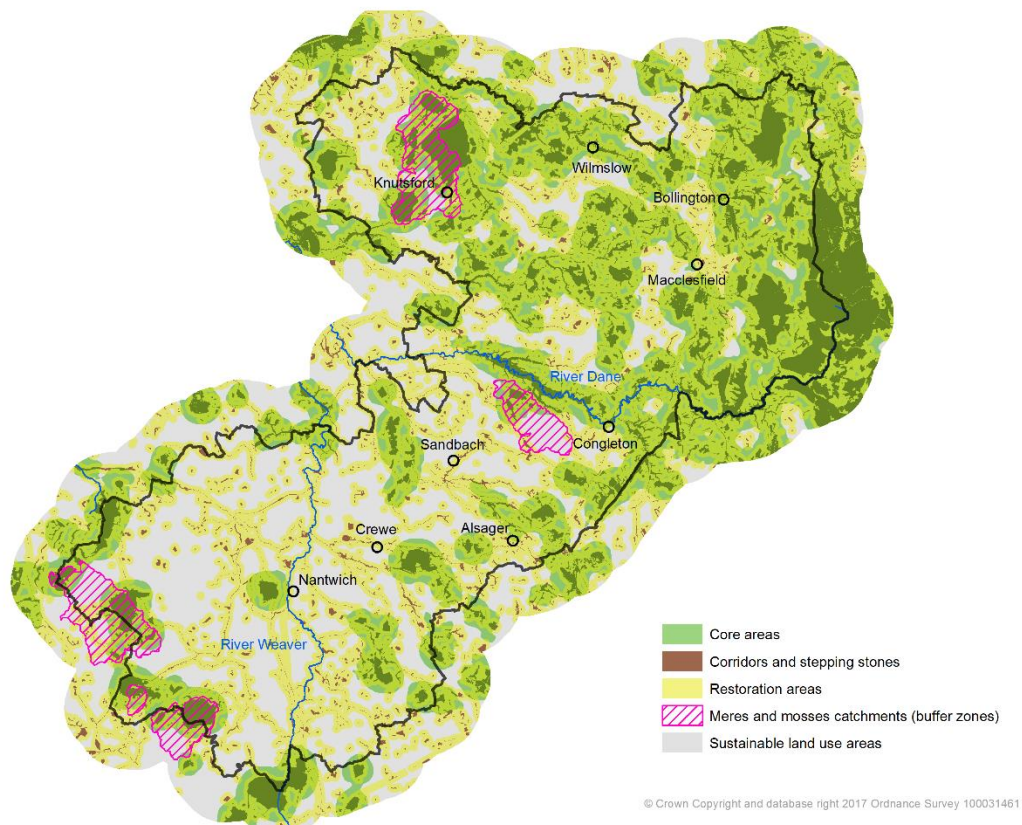 Wilmslow
Knutsford
Bollington
Macclesfield
River Dane
Congleton
Sandbach
Crewe
Alsager
Nantwich
River Weaver
Core areas
Corridors and stepping stones
Restoration areas
Meres and mosses catchments (buffer zones)
Sustainable land use areas
© Crown Copyright and database right 2017 Ordnance Survey 100031461